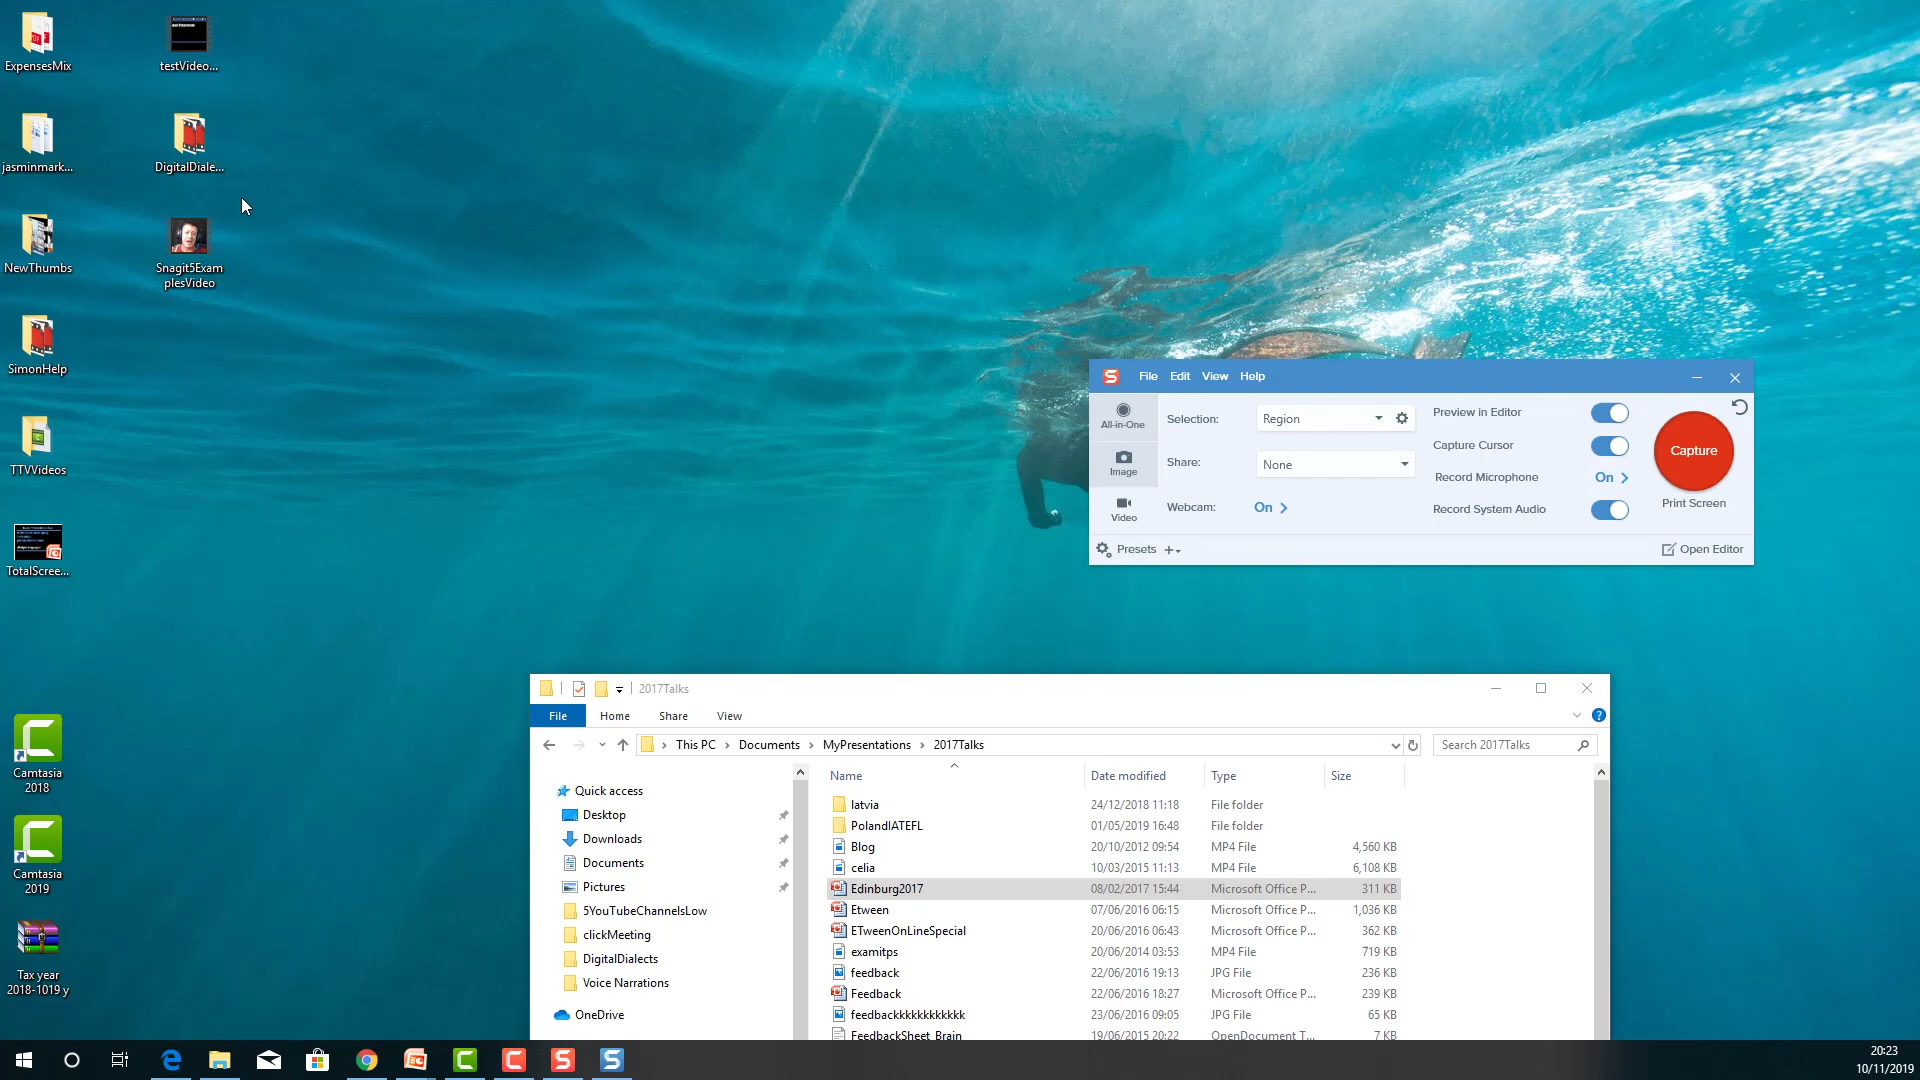 ExpensesMix
testVideo...
jasminmark...
DigitalDiale...
NewThumbs
Snagit5Exam
plesVideo
SimonHelp
TTVVideos
TotalScree...
Camtasia
2018
Camtasia
2019
Tax year
2018-1019 y
File Edit View Help
All-in-One
Image
Video
Selection: Region
Share: None
Webcam: On
Preview in Editor
Capture Cursor
Record Microphone On
Record System Audio
Capture
Print Screen
Presets
Open Editor
2017Talks
File Home Share View
This PC Documents MyPresentations 2017Talks
Search 2017Talks
Quick access
Desktop
Downloads
Documents
Pictures
5YouTubeChannelsLow
clickMeeting
DigitalDialects
Voice Narrations
OneDrive
Name Date modified Type Size
latvia 24/12/2018 11:18 File folder
PolandIATEFL 01/05/2019 16:48 File folder
Blog 20/10/2012 09:54 MP4 File 4,560 KB
celia 10/03/2015 11:13 MP4 File 6,108 KB
Edinburg2017 08/02/2017 15:44 Microsoft Office P... 311 KB
Etween 07/06/2016 06:15 Microsoft Office P... 1,036 KB
ETweenOnLineSpecial 20/06/2016 06:43 Microsoft Office P... 362 KB
examitps 20/06/2014 03:53 MP4 File 719 KB
feedback 22/06/2016 19:13 JPG File 236 KB
Feedback 22/06/2016 18:27 Microsoft Office P... 239 KB
feedbackkkkkkkkkkkk 23/06/2016 09:05 JPG File 65 KB
FeedbackSheet_Brain 19/06/2015 20:22 OpenDocument T... 7 KB
20:23
10/11/2019